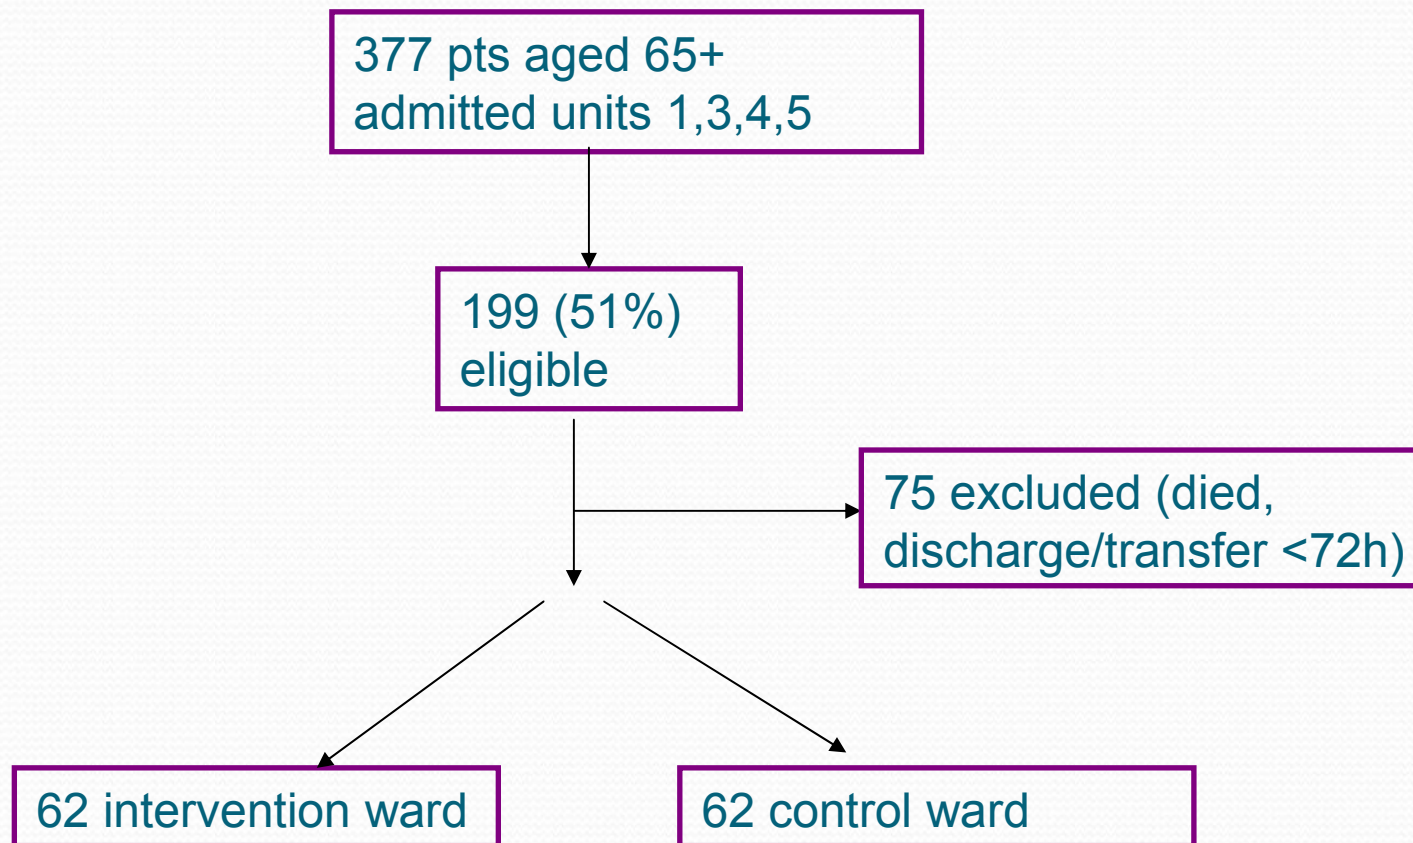 377 pts aged 65+
admitted units 1,3,4,5
199 (51%)
eligible
75 excluded (died,
discharge/transfer <72h)
62 intervention ward
62 control ward